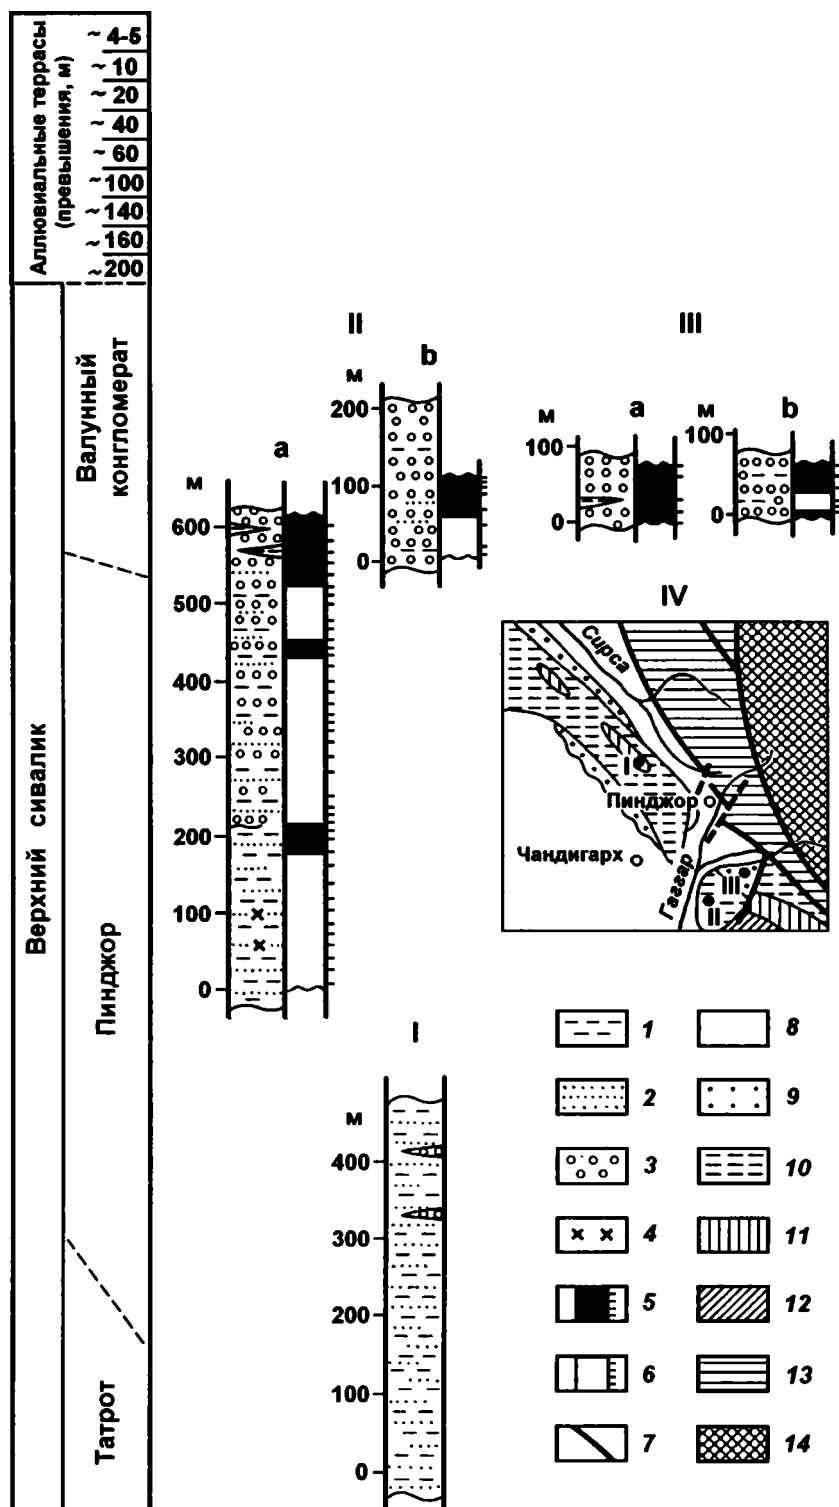 Аллювиальные террасы
(превышения, м)
~ 4-5
~ 10
~ 20
~ 40
~ 60
~ 100
~ 140
~ 160
~ 200
Верхний сивалик
Валунный
конгломерат
Пинджор
Татрот
II
a
м
600
500
400
300
200
100
0
b
м
200
100
0
III
a
м
100
0
b
м
100
0
IV
Сирса
I
Пинджор
Чандигарх
Гаггар
III
II
I
м
400
300
200
100
0
1
2
3
4
5
6
7
8
9
10
11
12
13
14